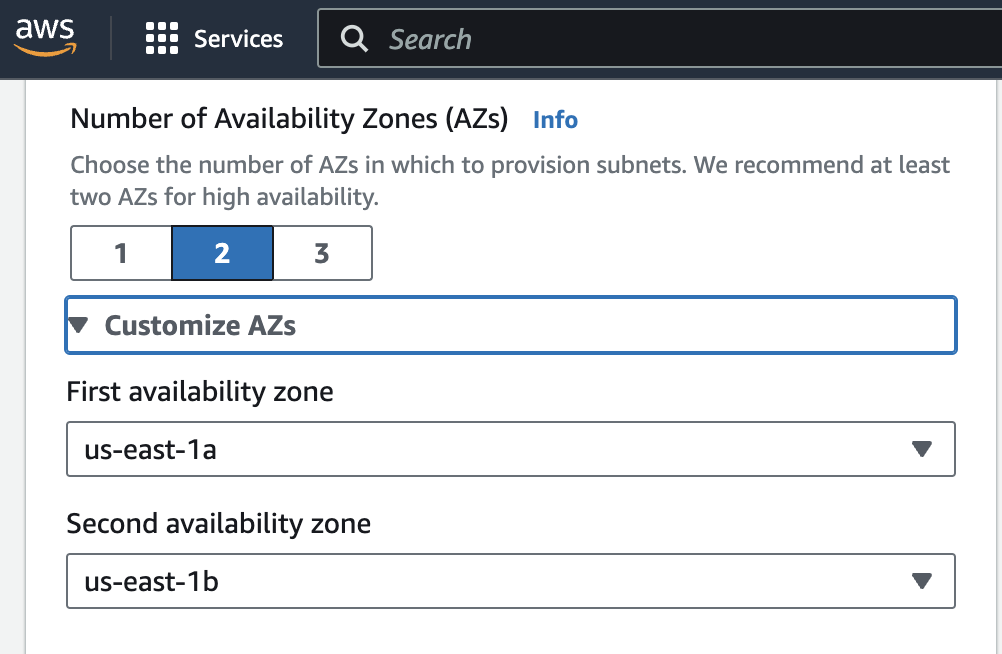 aws
Services
Search
Number of Availability Zones (AZs) Info
Choose the number of AZs in which to provision subnets. We recommend at least
two AZs for high availability.
1 2 3
Customize AZs
First availability zone
us-east-1a
Second availability zone
us-east-1b